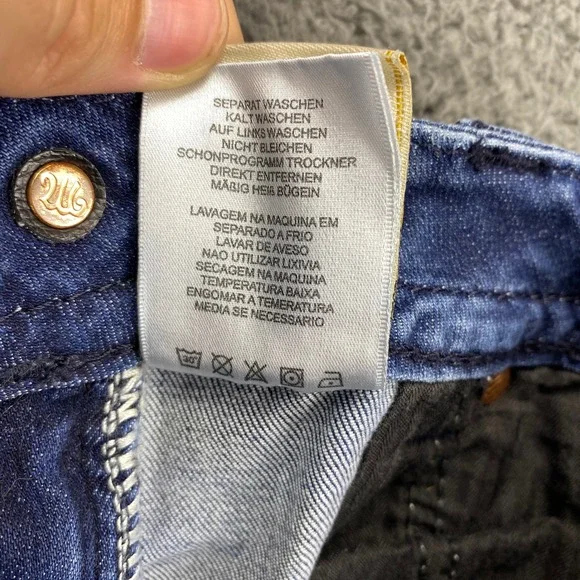 SEPARAT WASCHEN
KALT WASCHEN
AUF LINKS WASCHEN
NICHT BLEICHEN
SCHONPROGRAMM TROCKNER
DIREKT ENTFERNEN
MÄßIG HEIß BÜGELN
LAVAGEM NA MAQUINA EM
SEPARADO A FRIO
LAVAR DE AVESO
NAO UTILIZAR LIXIVIA
SECAGEM NA MAQUINA
TEMPERATURA BAIXA
ENGOMAR A TEMERATURA
MEDIA SE NECESSARIO
30°
M